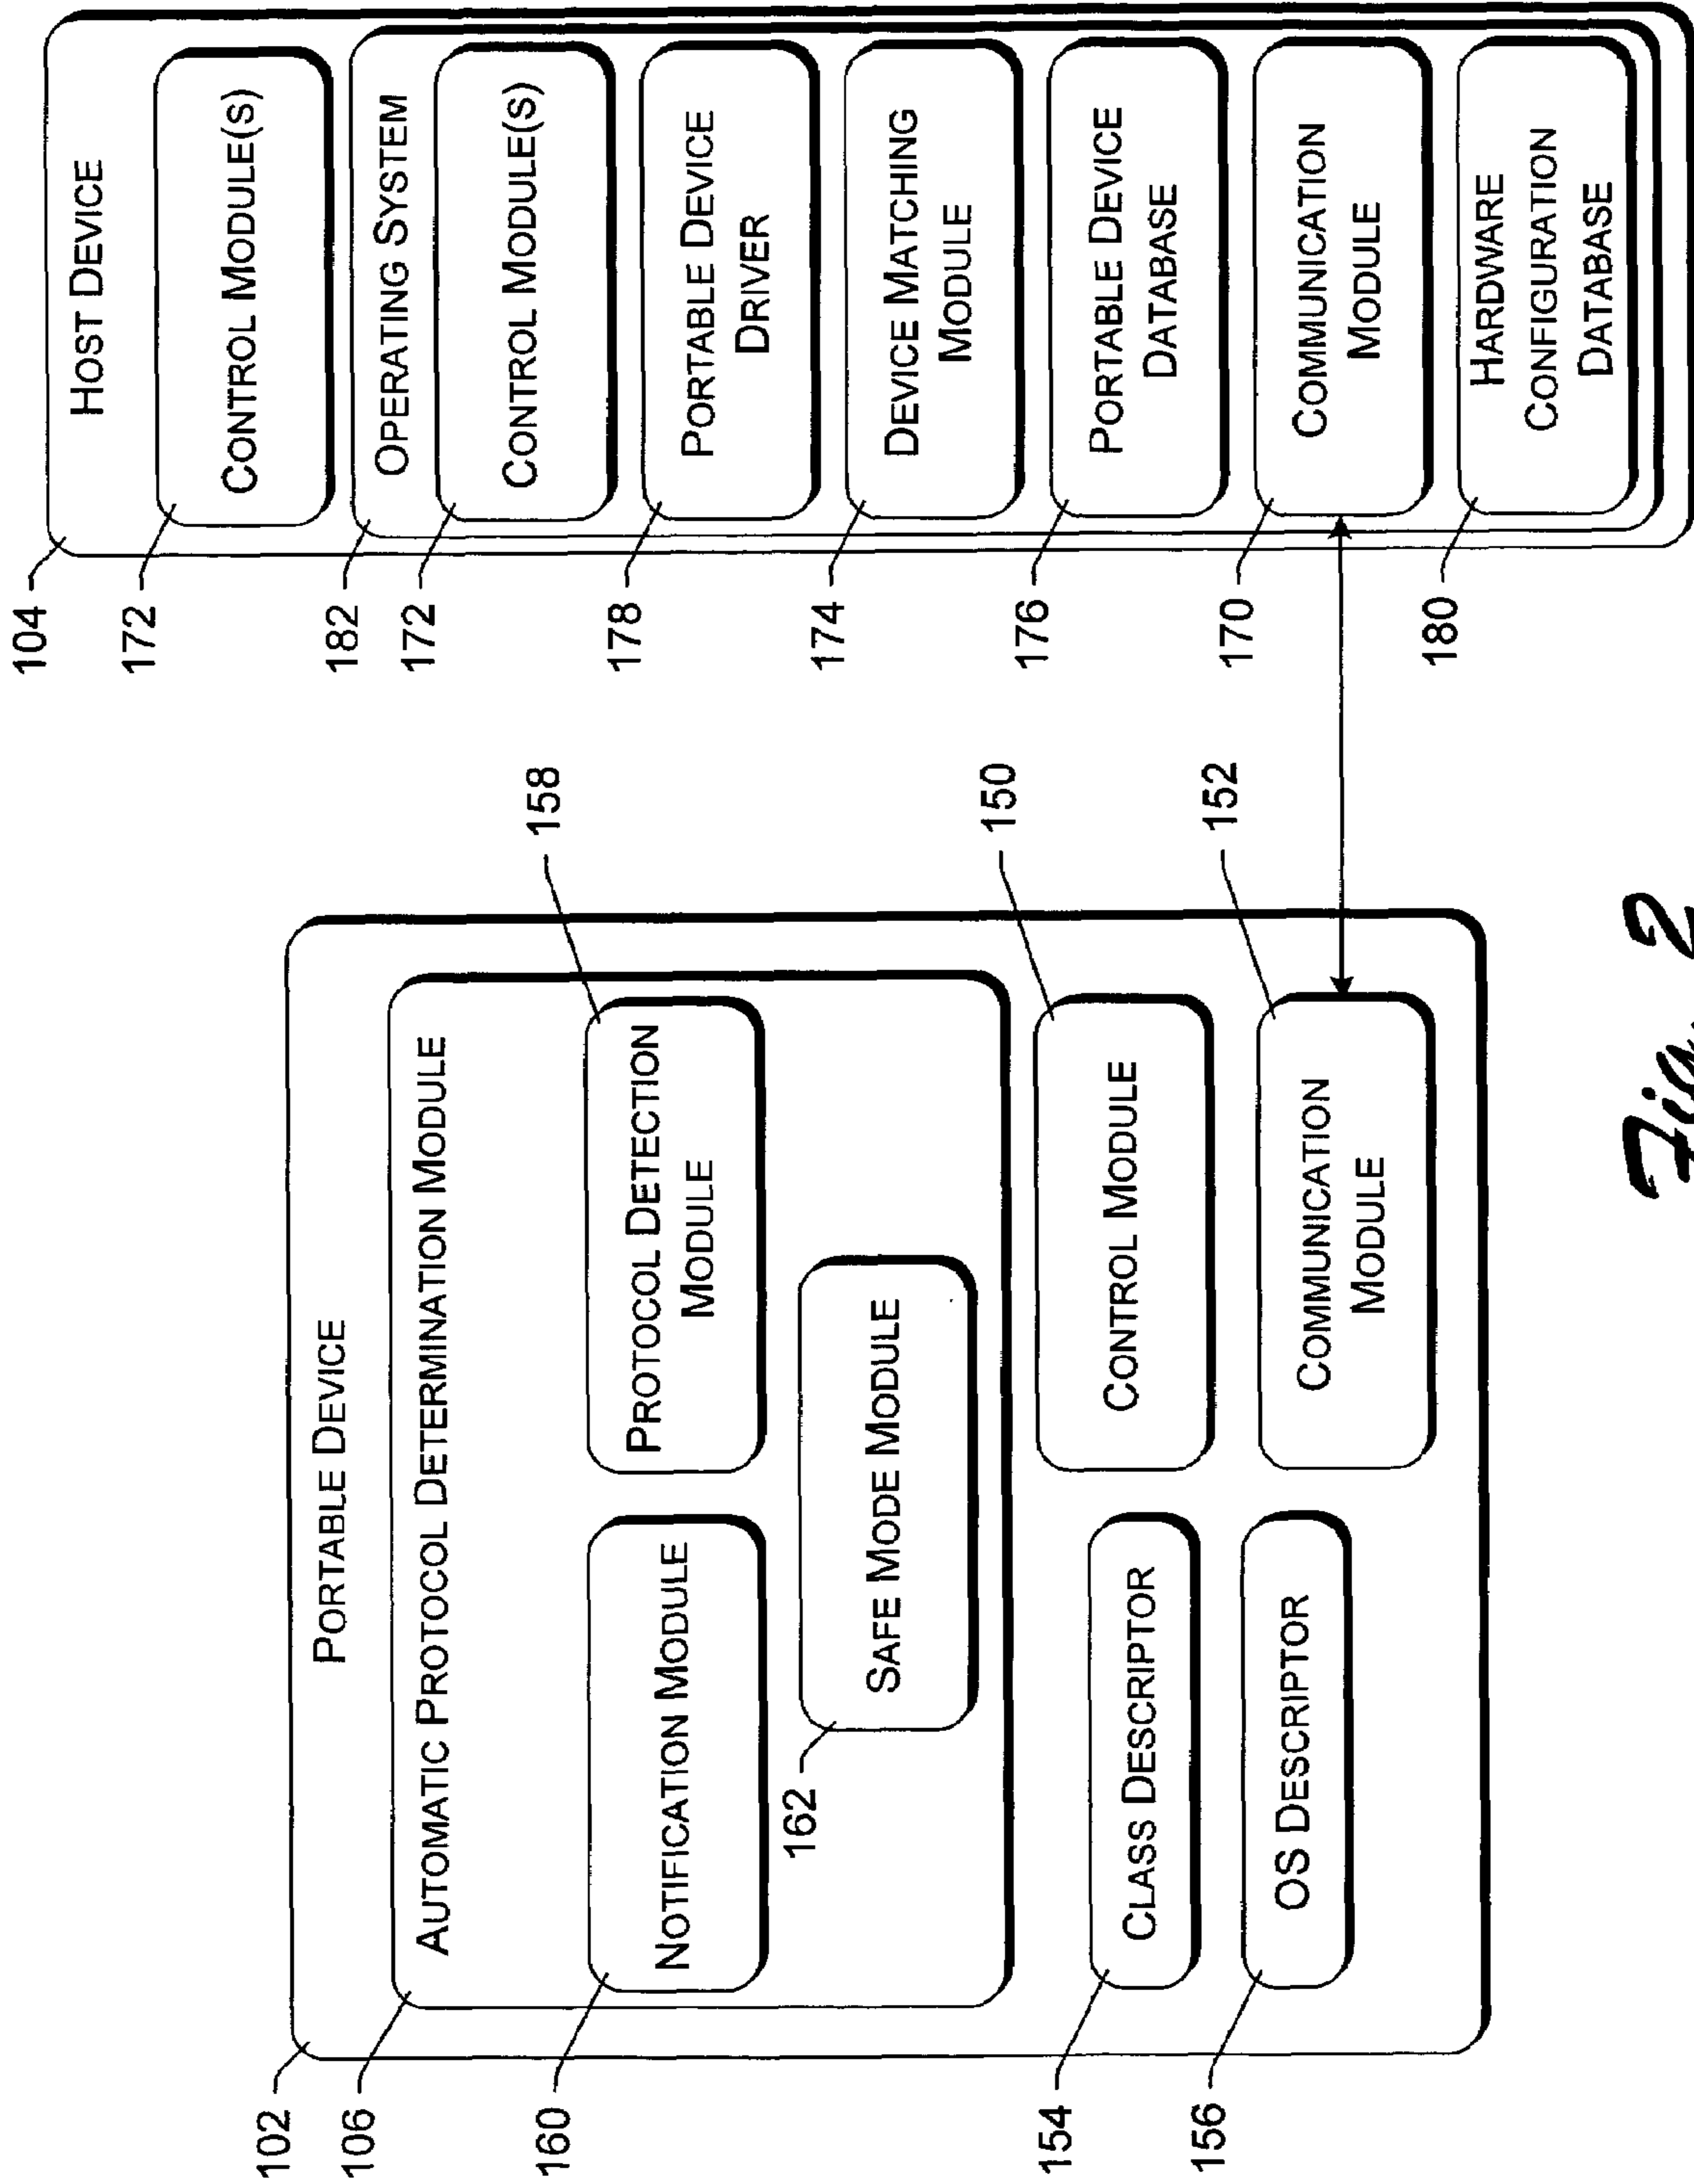 102
PORTABLE DEVICE
106
AUTOMATIC PROTOCOL DETERMINATION MODULE
160
NOTIFICATION MODULE
158
PROTOCOL DETECTION
MODULE
162
SAFE MODE MODULE
154
CLASS DESCRIPTOR
150
CONTROL MODULE
156
OS DESCRIPTOR
152
COMMUNICATION
MODULE
104
HOST DEVICE
172
CONTROL MODULE(S)
182
OPERATING SYSTEM
172
CONTROL MODULE(S)
178
PORTABLE DEVICE
DRIVER
174
DEVICE MATCHING
MODULE
176
PORTABLE DEVICE
DATABASE
170
COMMUNICATION
MODULE
180
HARDWARE
CONFIGURATION
DATABASE
Fig. 2